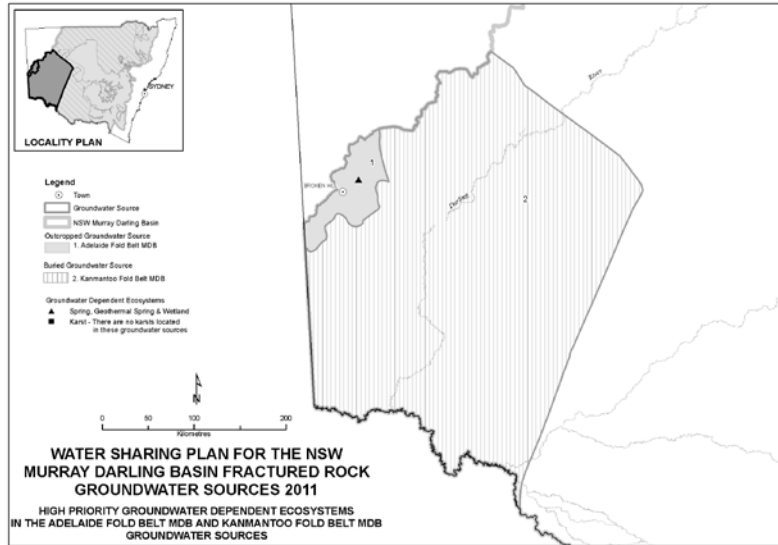 SYDNEY
LOCALITY PLAN
Legend
Town
Groundwater Source
NSW Murray Darling Basin
Outcropped Groundwater Source
1. Adelaide Fold Belt MDB
Buried Groundwater Source
2. Kanmantoo Fold Belt MDB
Groundwater Dependent Ecosystems
Spring, Geothermal Spring & Wetland
Karst - There are no karsts located
in these groundwater sources
N
0 50 100 200
Kilometres
WATER SHARING PLAN FOR THE NSW
MURRAY DARLING BASIN FRACTURED ROCK
GROUNDWATER SOURCES 2011
HIGH PRIORITY GROUNDWATER DEPENDENT ECOSYSTEMS
IN THE ADELAIDE FOLD BELT MDB AND KANMANTOO FOLD BELT MDB
GROUNDWATER SOURCES
River
1
BROKEN
Darling
2